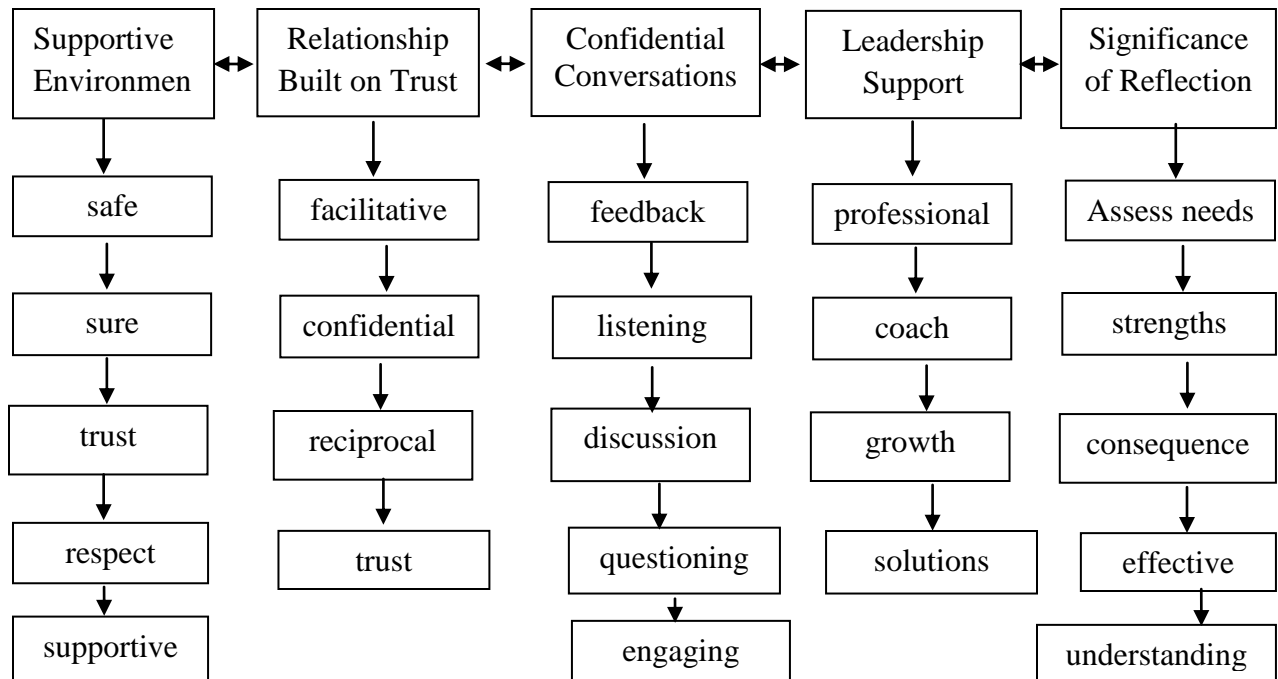 Supportive
Environmen
Relationship
Built on Trust
Confidential
Conversations
Leadership
Support
Significance
of Reflection
safe
facilitative
feedback
professional
Assess needs
sure
confidential
listening
coach
strengths
trust
reciprocal
discussion
growth
consequence
respect
trust
questioning
solutions
effective
supportive
engaging
understanding